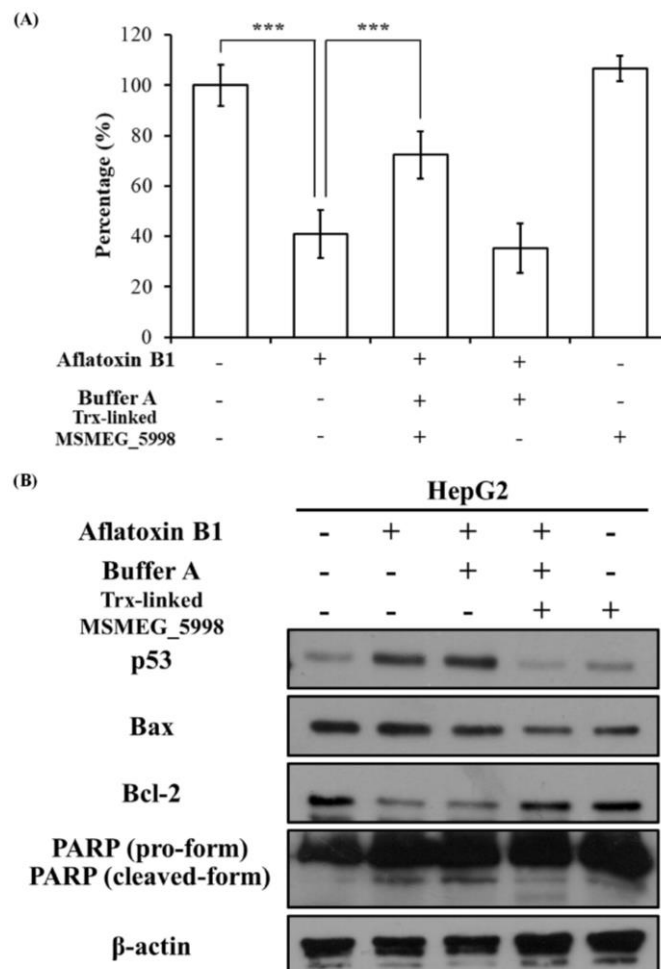 (A)
*** ***
120
100
80
60
40
20
0
Percentage (%)
Aflatoxin B1 - + + + -
Buffer A - - + + -
Trx-linked
MSMEG_5998 - - + - +
(B)
HepG2
Aflatoxin B1 - + + + -
Buffer A - - + + -
Trx-linked
MSMEG_5998 - - - + +
p53
Bax
Bcl-2
PARP (pro-form)
PARP (cleaved-form)
β-actin